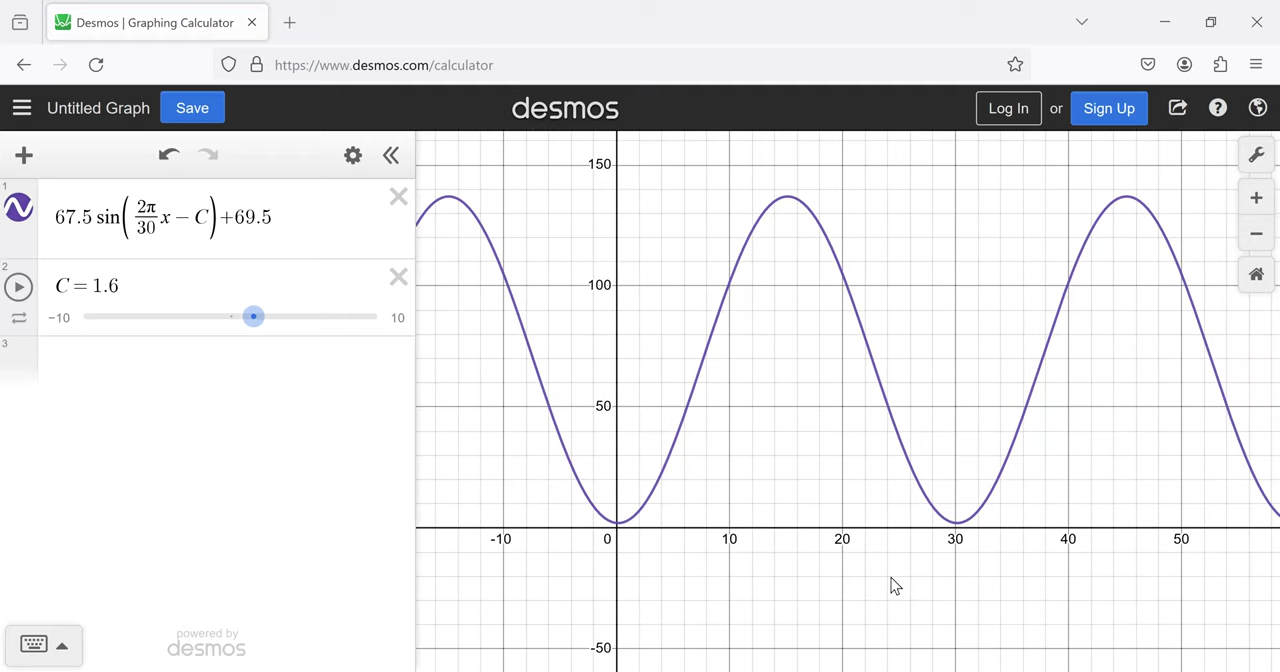 Desmos | Graphing Calculator
https://www.desmos.com/calculator
Untitled Graph Save desmos Log In or Sign Up
1
67.5 sin(2π/30 x − C)+69.5
2
C = 1.6
−10 10
3
150
100
50
-10 0 10 20 30 40 50
-50
powered by
desmos